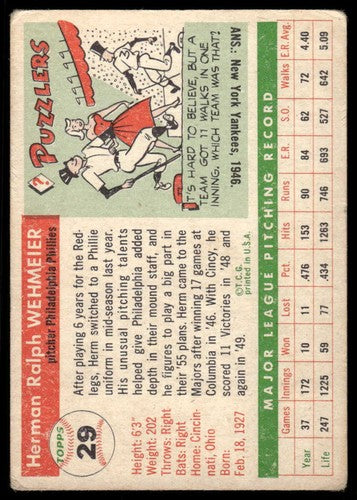 TOPPS
29
Herman Ralph WEHMEIER
pitcher Philadelphia Phillies
Height: 6'3"
Weight: 202
Throws: Right
Bats: Right
Home: Cincin-
nati, Ohio
Born:
Feb. 18, 1927
After playing 6 years for the Red-
legs, Herm switched to a Phillie
uniform in mid-season last year.
His unusual pitching talents
helped give Philadelphia added
depth in their mound staff, and
he figures to play a big part in
their '55 plans. Herm came to the
Majors after winning 17 games at
Columbia in '46. With Cincy, he
scored 11 Victories in '48 and
again in '49.
©T.C.G.
printed in U.S.A.
? PUZZLERS
IT'S HARD TO BELIEVE, BUT A
TEAM GOT 11 WALKS IN ONE
INNING. WHICH TEAM WAS THAT?
ANS.: New York Yankees, 1946.
MAJOR LEAGUE PITCHING RECORD
Games Innings Won Lost Pct. Hits Runs E.R. S.O. Walks E.R. Avg.
Year 37 172 10 11 476 153 90 84 62 72 4.40
Life 247 1225 59 77 434 1263 746 693 527 642 5.09